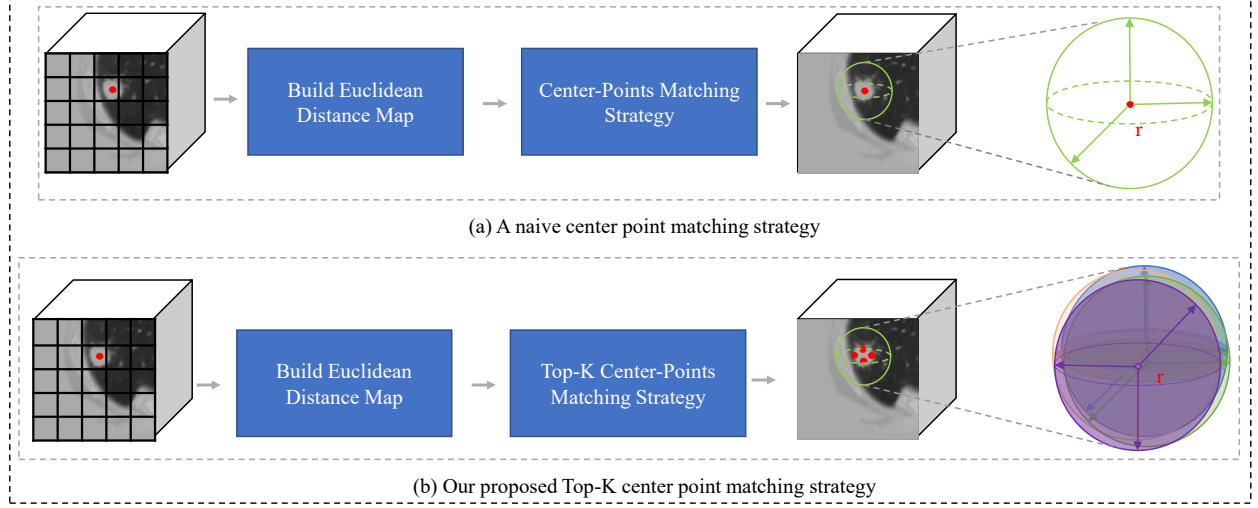 Build Euclidean
Distance Map
Center-Points Matching
Strategy
r
(a) A naive center point matching strategy
Build Euclidean
Distance Map
Top-K Center-Points
Matching Strategy
r
(b) Our proposed Top-K center point matching strategy